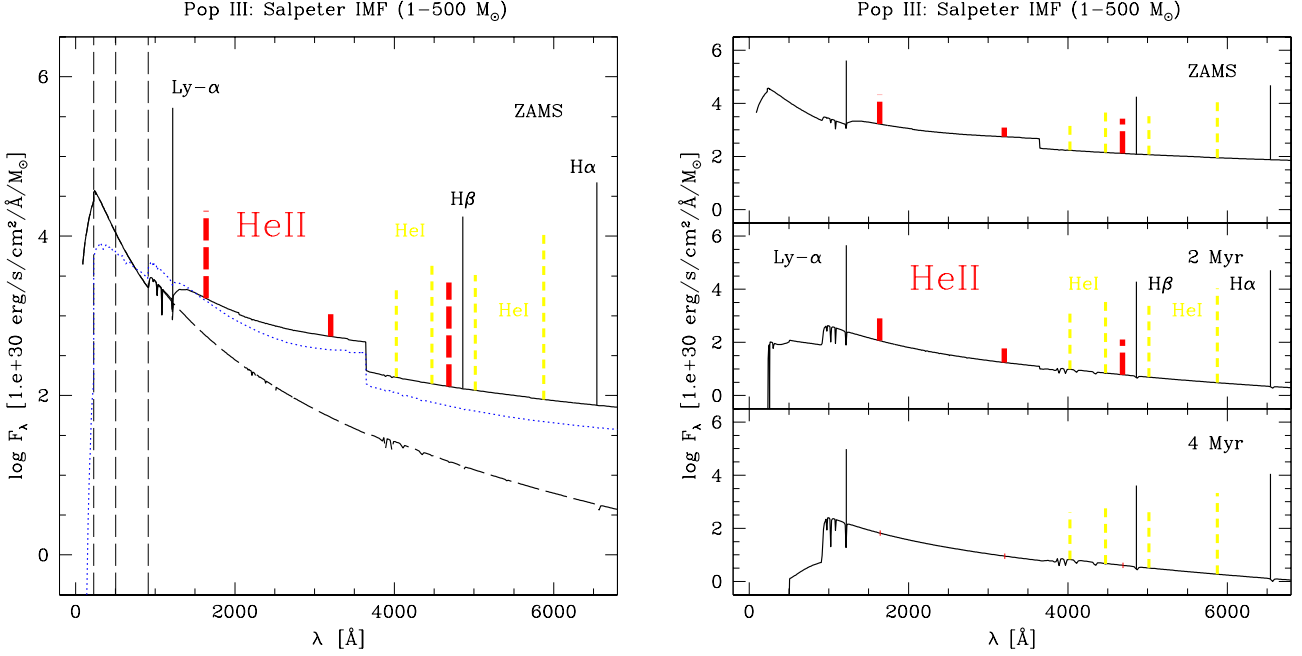 Pop III: Salpeter IMF (1−500 M⊙)
6
4
2
0
log Fλ [1.e+30 erg/s/cm²/Å/M⊙]
Ly−α
ZAMS
Hα
Hβ
HeII
HeI
HeI
0
2000
4000
6000
λ [Å]
Pop III: Salpeter IMF (1−500 M⊙)
6
4
2
0
ZAMS
6
4
2
0
log Fλ [1.e+30 erg/s/cm²/Å/M⊙]
Ly−α
2 Myr
HeII
HeI
Hβ
Hα
HeI
6
4
2
0
4 Myr
0
2000
4000
6000
λ [Å]